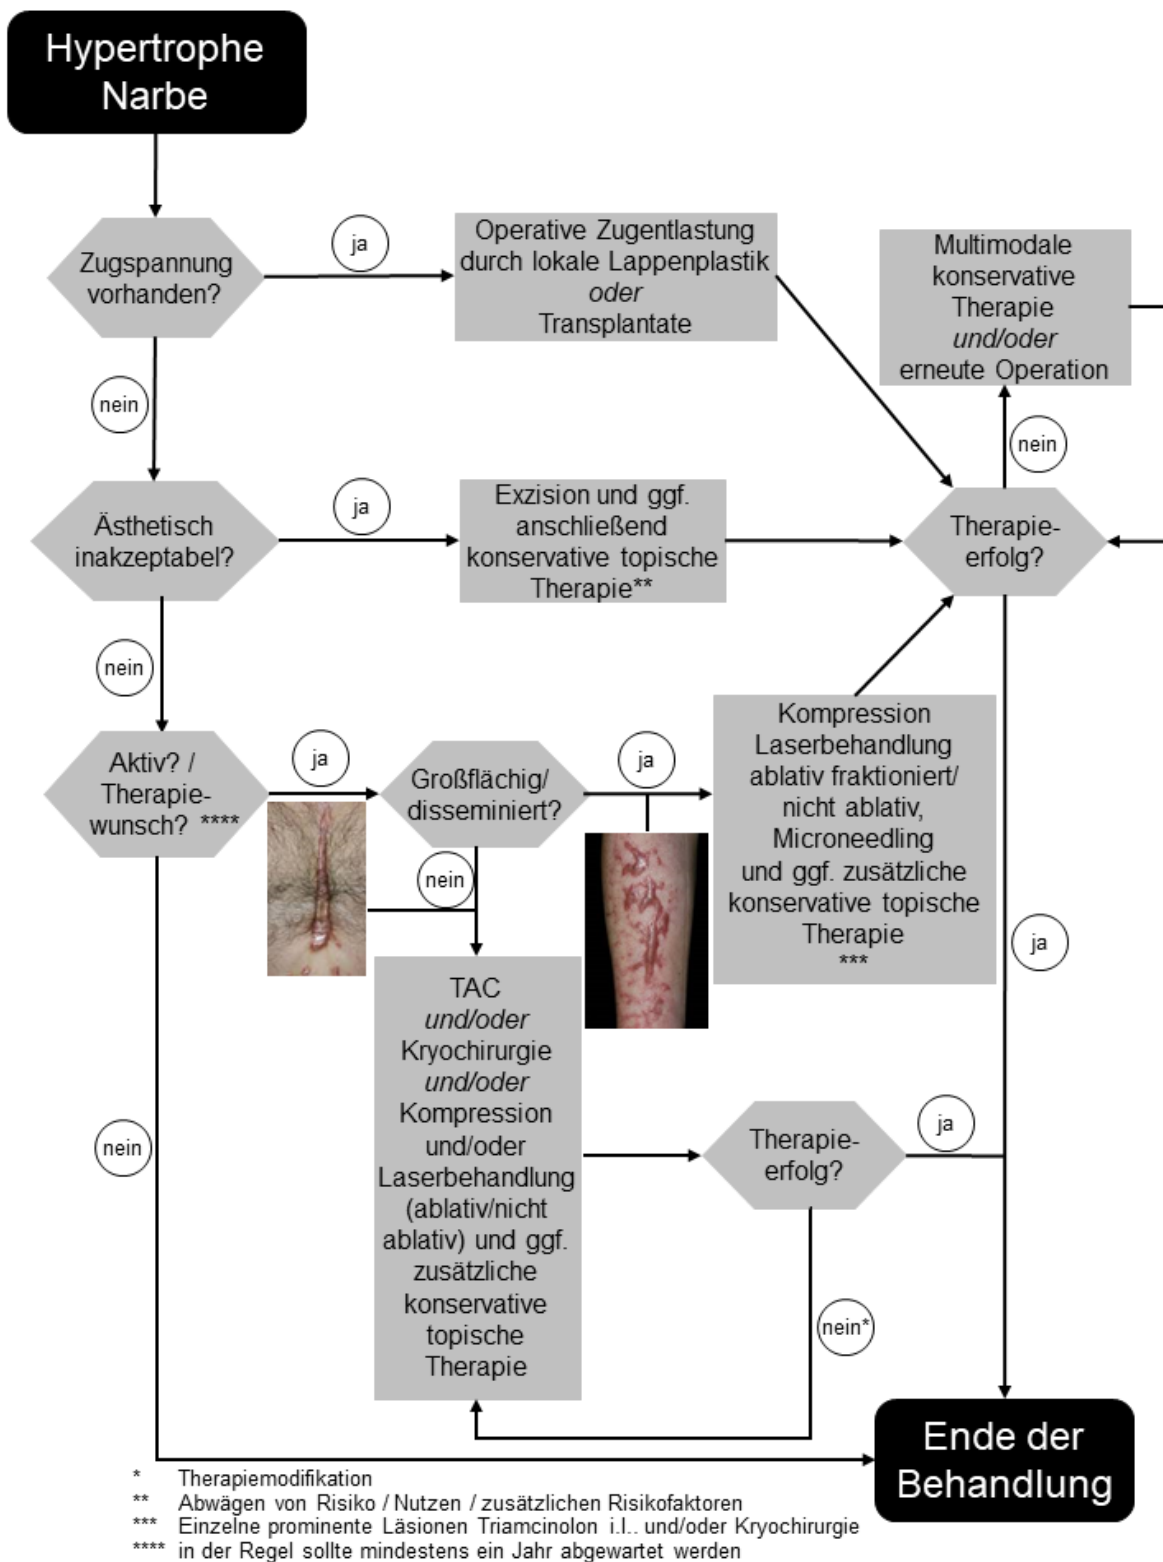 Hypertrophe
Narbe
Zugspannung
vorhanden?
ja
Operative Zugentlastung
durch lokale Lappenplastik
oder
Transplantate
Multimodale
konservative
Therapie
und/oder
erneute Operation
nein
nein
Ästhetisch
inakzeptabel?
ja
Exzision und ggf.
anschließend
konservative topische
Therapie**
Therapie-
erfolg?
nein
Aktiv? /
Therapie-
wunsch? ****
ja
Großflächig/
disseminiert?
ja
Kompression
Laserbehandlung
ablativ fraktioniert/
nicht ablativ,
Microneedling
und ggf. zusätzliche
konservative topische
Therapie
***
nein
ja
TAC
und/oder
Kryochirurgie
und/oder
Kompression
und/oder
Laserbehandlung
(ablativ/nicht
ablativ) und ggf.
zusätzliche
konservative
topische
Therapie
nein
Therapie-
erfolg?
ja
nein*
Ende der
Behandlung
* Therapiemodifikation
** Abwägen von Risiko / Nutzen / zusätzlichen Risikofaktoren
*** Einzelne prominente Läsionen Triamcinolon i.l.. und/oder Kryochirurgie
**** in der Regel sollte mindestens ein Jahr abgewartet werden